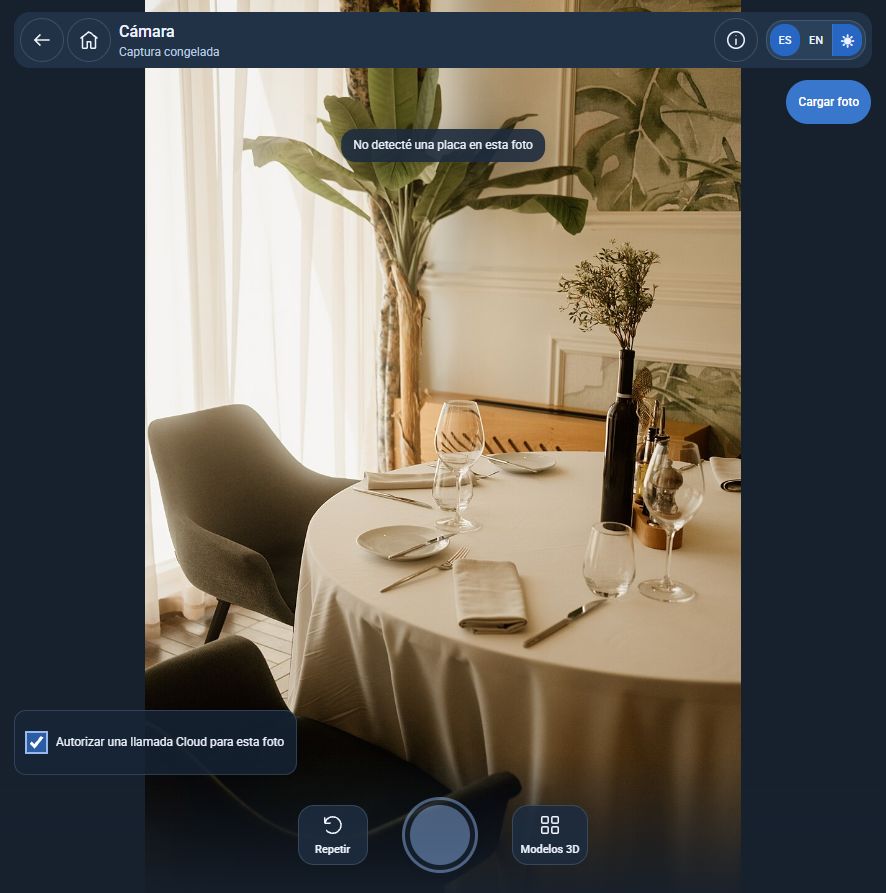 Cámara
Captura congelada
ES
EN
Cargar foto
No detecté una placa en esta foto
Autorizar una llamada Cloud para esta foto
Repetir
Modelos 3D